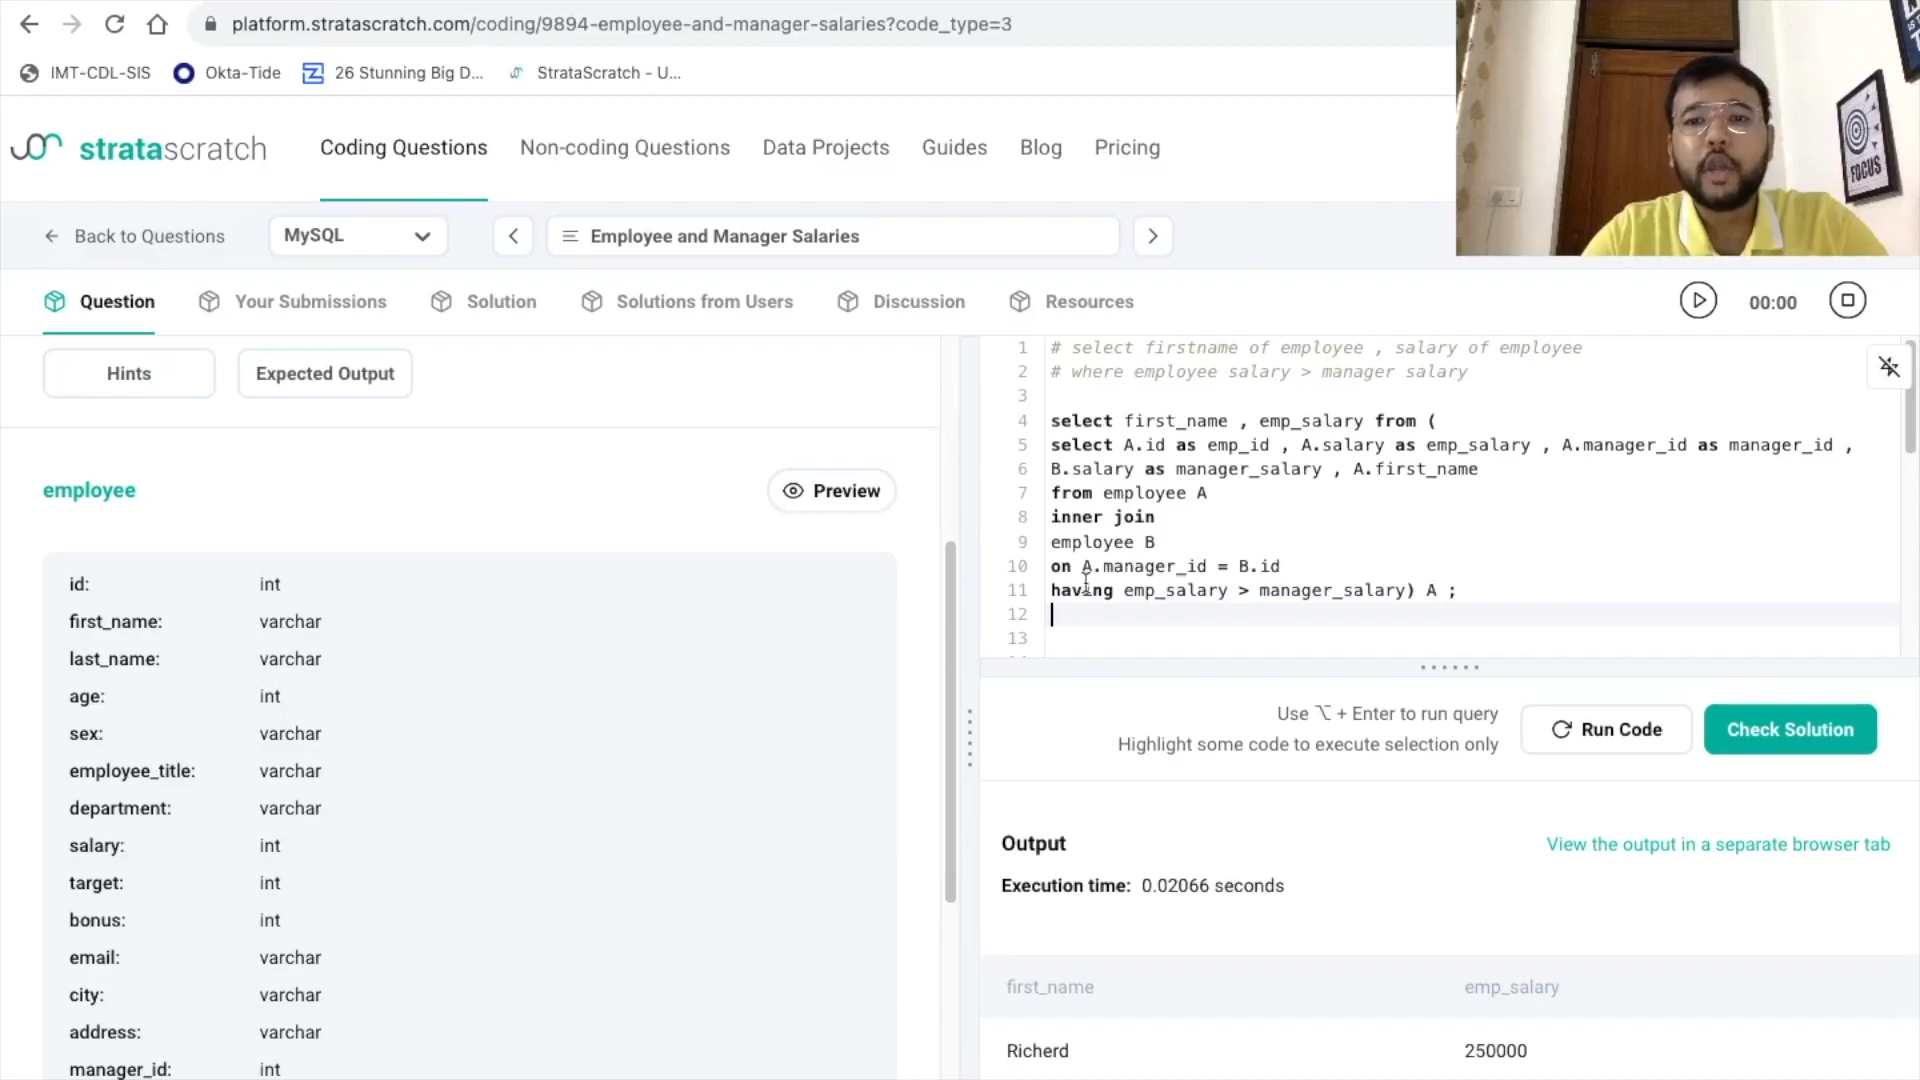 platform.stratascratch.com/coding/9894-employee-and-manager-salaries?code_type=3
IMT-CDL-SIS Okta-Tide 26 Stunning Big D... StrataScratch - U...
stratascratch Coding Questions Non-coding Questions Data Projects Guides Blog Pricing
FOCUS
Back to Questions MySQL Employee and Manager Salaries
Question Your Submissions Solution Solutions from Users Discussion Resources 00:00
Hints Expected Output
employee Preview
id: int
first_name: varchar
last_name: varchar
age: int
sex: varchar
employee_title: varchar
department: varchar
salary: int
target: int
bonus: int
email: varchar
city: varchar
address: varchar
manager_id: int
1 # select firstname of employee , salary of employee
2 # where employee salary > manager salary
3
4 select first_name , emp_salary from (
5 select A.id as emp_id , A.salary as emp_salary , A.manager_id as manager_id ,
6 B.salary as manager_salary , A.first_name
7 from employee A
8 inner join
9 employee B
10 on A.manager_id = B.id
11 having emp_salary > manager_salary) A ;
12
13
Use ⌥ + Enter to run query
Highlight some code to execute selection only
Run Code Check Solution
Output View the output in a separate browser tab
Execution time: 0.02066 seconds
first_name emp_salary
Richerd 250000